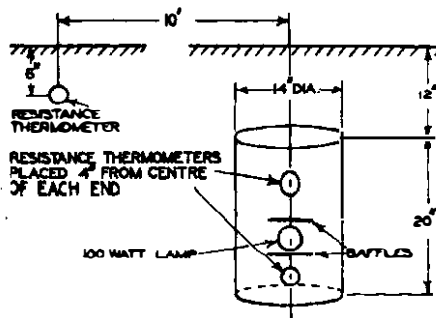 10'
6"
14" DIA.
12"
RESISTANCE
THERMOMETER
RESISTANCE THERMOMETERS
PLACED 4" FROM CENTRE
OF EACH END
20"
100 WATT LAMP
BAFFLES